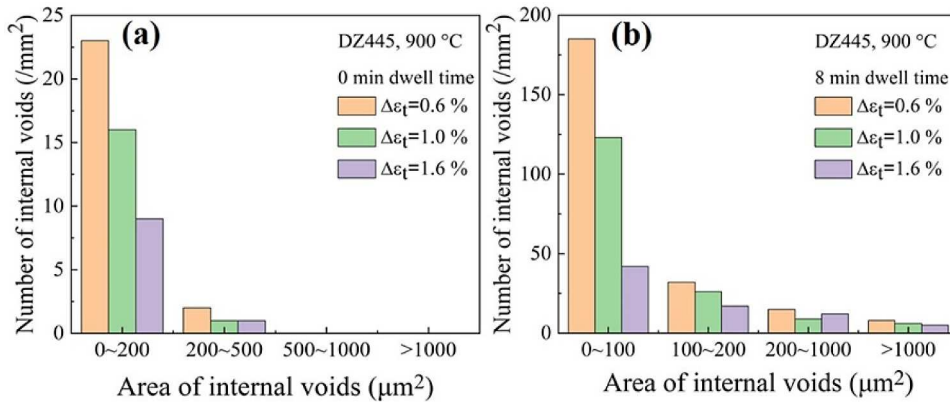 (a)
DZ445, 900 °C
0 min dwell time
Δεt=0.6 %
Δεt=1.0 %
Δεt=1.6 %
Number of internal voids (/mm²)
25
20
15
10
5
0
0~200 200~500 500~1000 >1000
Area of internal voids (μm²)
(b)
DZ445, 900 °C
8 min dwell time
Δεt=0.6 %
Δεt=1.0 %
Δεt=1.6 %
Number of internal voids (/mm²)
200
150
100
50
0
0~100 100~200 200~1000 >1000
Area of internal voids (μm²)